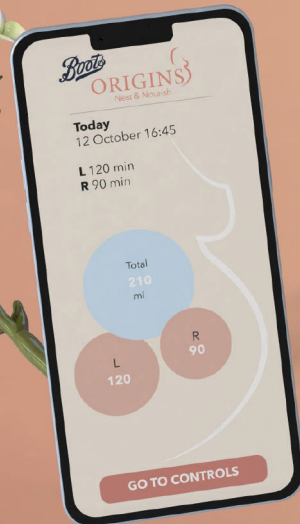 Boots
ORIGINS
Nest & Nourish
Today
12 October 16:45
L 120 min
R 90 min
Total
210
ml
L
120
R
90
GO TO CONTROLS